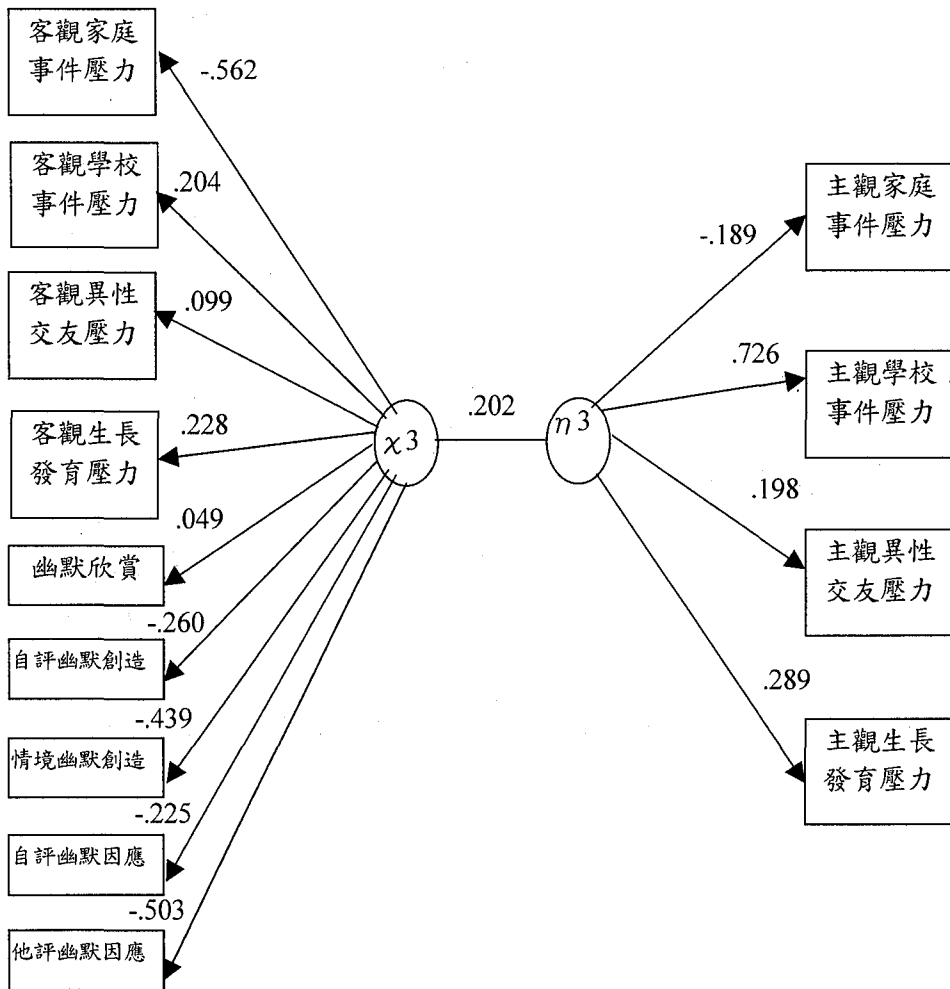 客觀家庭
事件壓力
-.562
客觀學校
事件壓力
.204
客觀異性
交友壓力
.099
客觀生長
發育壓力
.228
幽默欣賞
.049
自評幽默創造
-.260
情境幽默創造
-.439
自評幽默因應
-.225
他評幽默因應
-.503
χ3
.202
η3
主觀家庭
事件壓力
-.189
主觀學校
事件壓力
.726
主觀異性
交友壓力
.198
主觀生長
發育壓力
.289